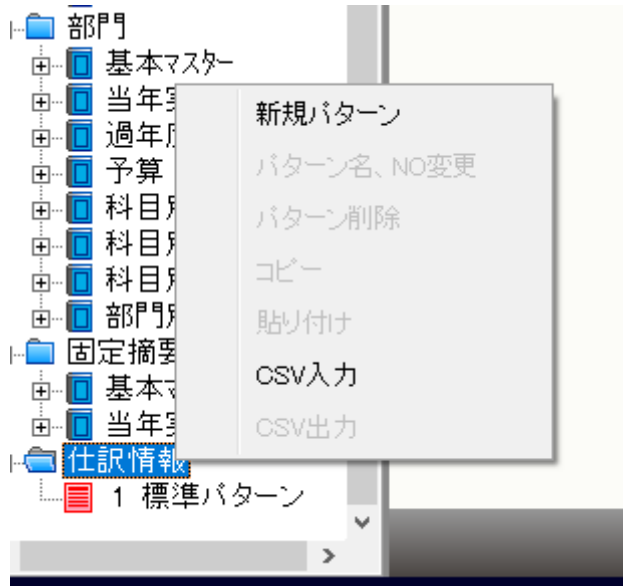 部門
基本マスター
当年実
過年度
予算
科目別
科目別
科目別
部門別
固定摘要
基本マ
当年実
仕訳情報
1 標準パターン
新規パターン
パターン名、NO変更
パターン削除
コピー
貼り付け
CSV入力
CSV出力